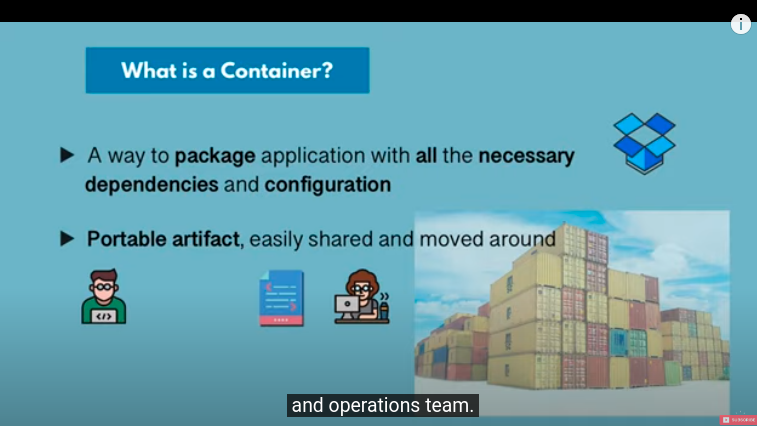 What is a Container?
A way to package application with all the necessary
dependencies and configuration
Portable artifact, easily shared and moved around
and operations team.
SUBSCRIBE